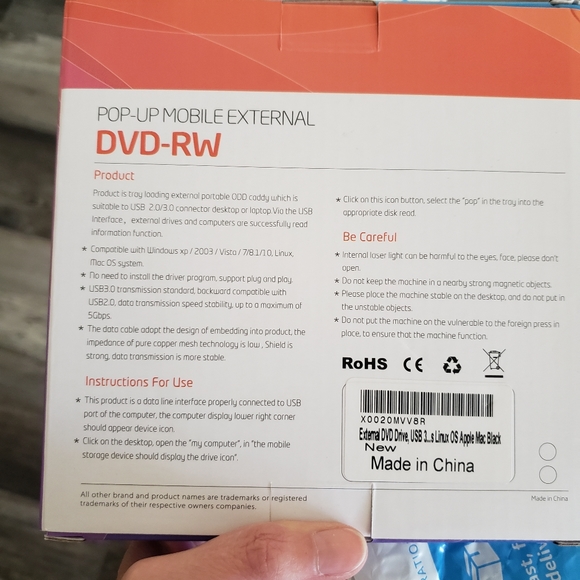 POP-UP MOBILE EXTERNAL
DVD-RW
Product
Product is tray loading external portable ODD caddy which is
suitable to USB 2.0/3.0 connector desktop or laptop.Via the USB
Interface, external drives and computers are successfully read
information function.
★ Compatible with Windows xp / 2003 / Vista / 7/8.1/10, Linux,
Mac OS system.
★ No need to install the driver program, support plug and play.
★ USB3.0 transmission standard, backward compatible with
USB2.0, data transmission speed stability, up to a maximum of
5Gbps.
★ The data cable adopt the design of embedding into product, the
impedance of pure copper mesh technology is low , Shield is
strong, data transmission is more stable.
Instructions For Use
★ This product is a data line interface properly connected to USB
port of the computer, the computer display lower right corner
should appear device icon.
★ Click on the desktop, open the "my computer", in "the mobile
storage device should display the drive icon".
★ Click on this icon button, select the "pop" in the tray into the
appropriate disk read.
Be Careful
★ Internal laser light can be harmful to the eyes, face, please don't
open.
★ Do not keep the machine in a nearby strong magnetic objects.
★ Please place the machine stable on the desktop, and do not put in
the unstable objects.
★ Do not put the machine on the vulnerable to the foreign press in
place, to ensure that the machine function.
RoHS CE
X0020MVV8R
External DVD Drive, USB 3...s Linux OS Apple Mac Black
New
Made in China
Made in China
All other brand and product names are trademarks or registered
trademarks of their respective owners companies.